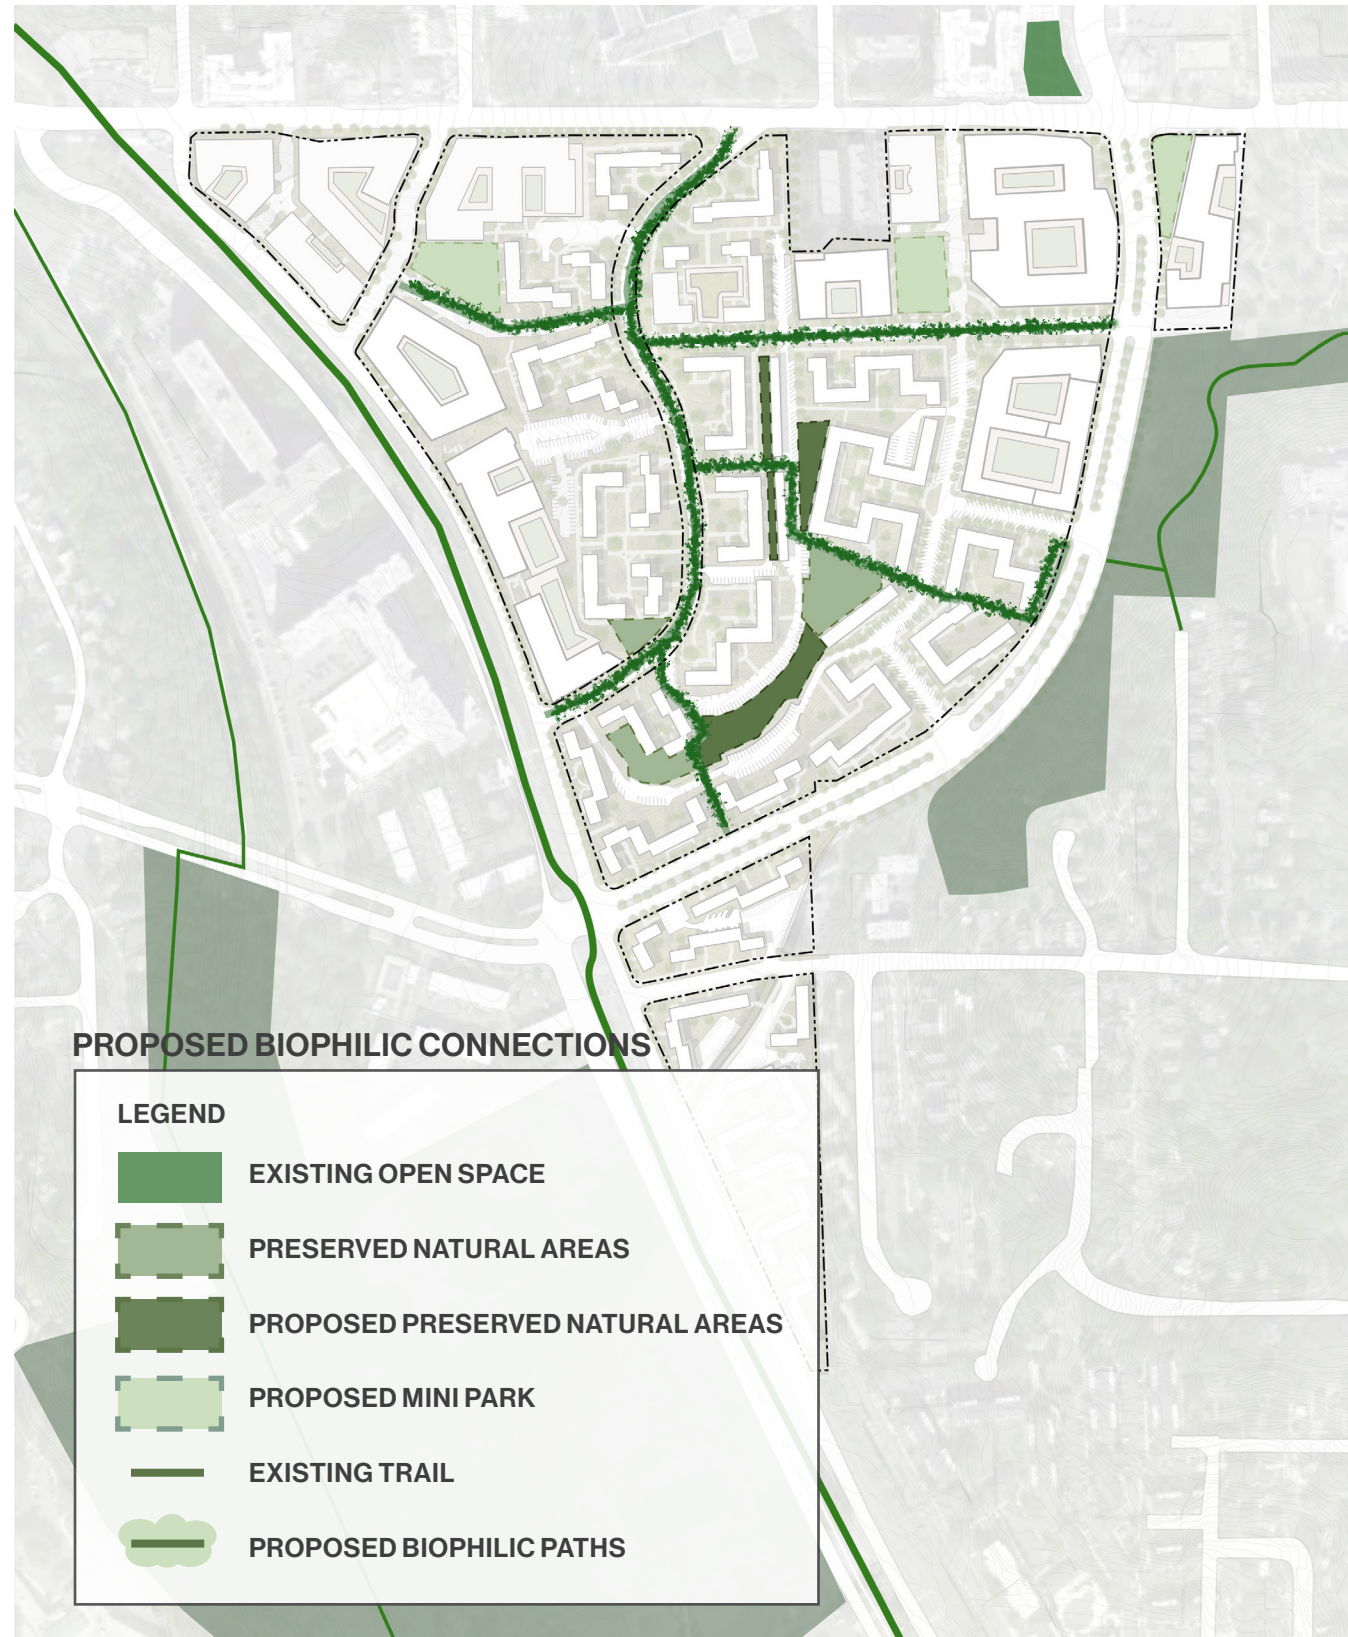 PROPOSED BIOPHILIC CONNECTIONS
LEGEND
EXISTING OPEN SPACE
PRESERVED NATURAL AREAS
PROPOSED PRESERVED NATURAL AREAS
PROPOSED MINI PARK
EXISTING TRAIL
PROPOSED BIOPHILIC PATHS